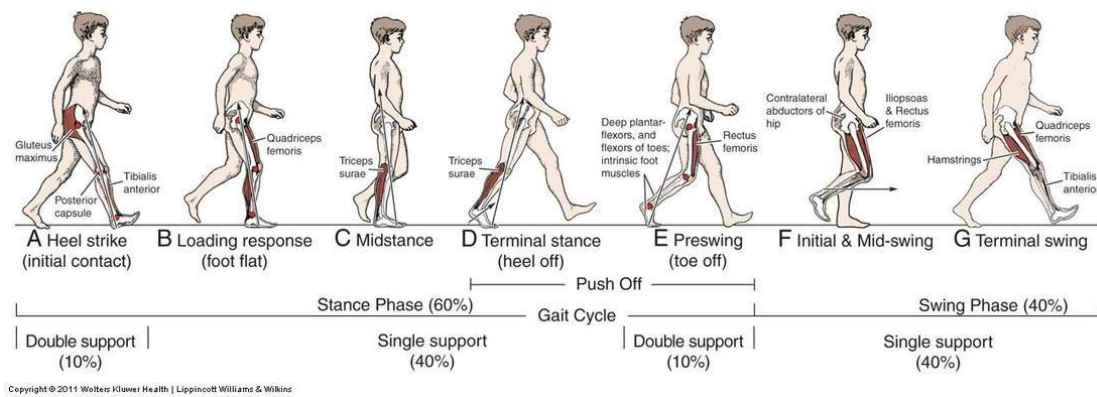 Gluteus
maximus
Posterior
capsule
Tibialis
anterior
Quadriceps
femoris
Triceps
surae
Triceps
surae
Deep plantar-
flexors, and
flexors of toes;
intrinsic foot
muscles
Rectus
femoris
Contralateral
abductors of
hip
Iliopsoas
& Rectus
femoris
Hamstrings
Quadriceps
femoris
Tibialis
anterior
A Heel strike
(initial contact)
B Loading response
(foot flat)
C Midstance
D Terminal stance
(heel off)
E Preswing
(toe off)
F Initial & Mid-swing
G Terminal swing
Push Off
Stance Phase (60%)
Swing Phase (40%)
Gait Cycle
Double support
(10%)
Single support
(40%)
Double support
(10%)
Single support
(40%)
Copyright © 2011 Wolters Kluwer Health | Lippincott Williams & Wilkins